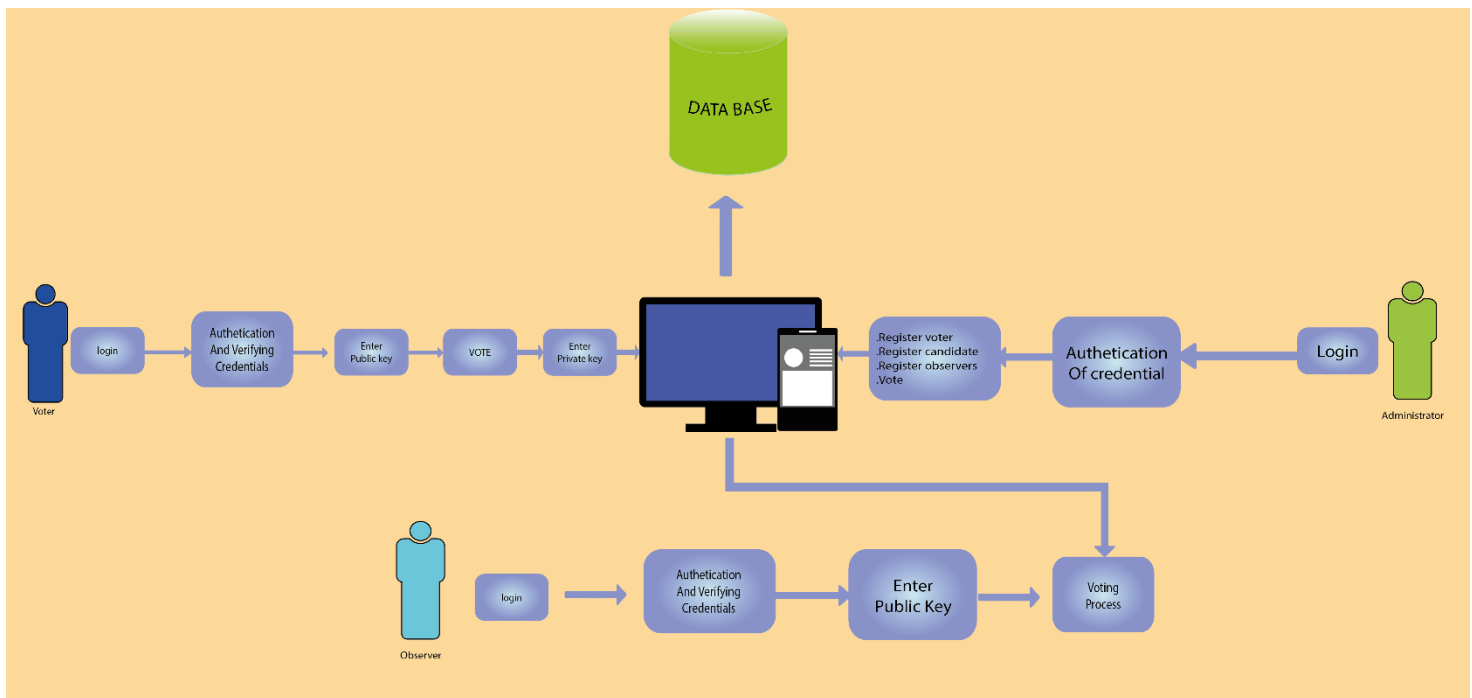 DATA BASE
login
Authetication
And Verifying
Credentials
Enter
Public key
VOTE
Enter
Private key
Voter
.Register voter
.Register candidate
.Register observers
.Vote
Authetication
Of credential
Login
Administrator
login
Authetication
And Verifying
Credentials
Enter
Public Key
Voting
Process
Observer